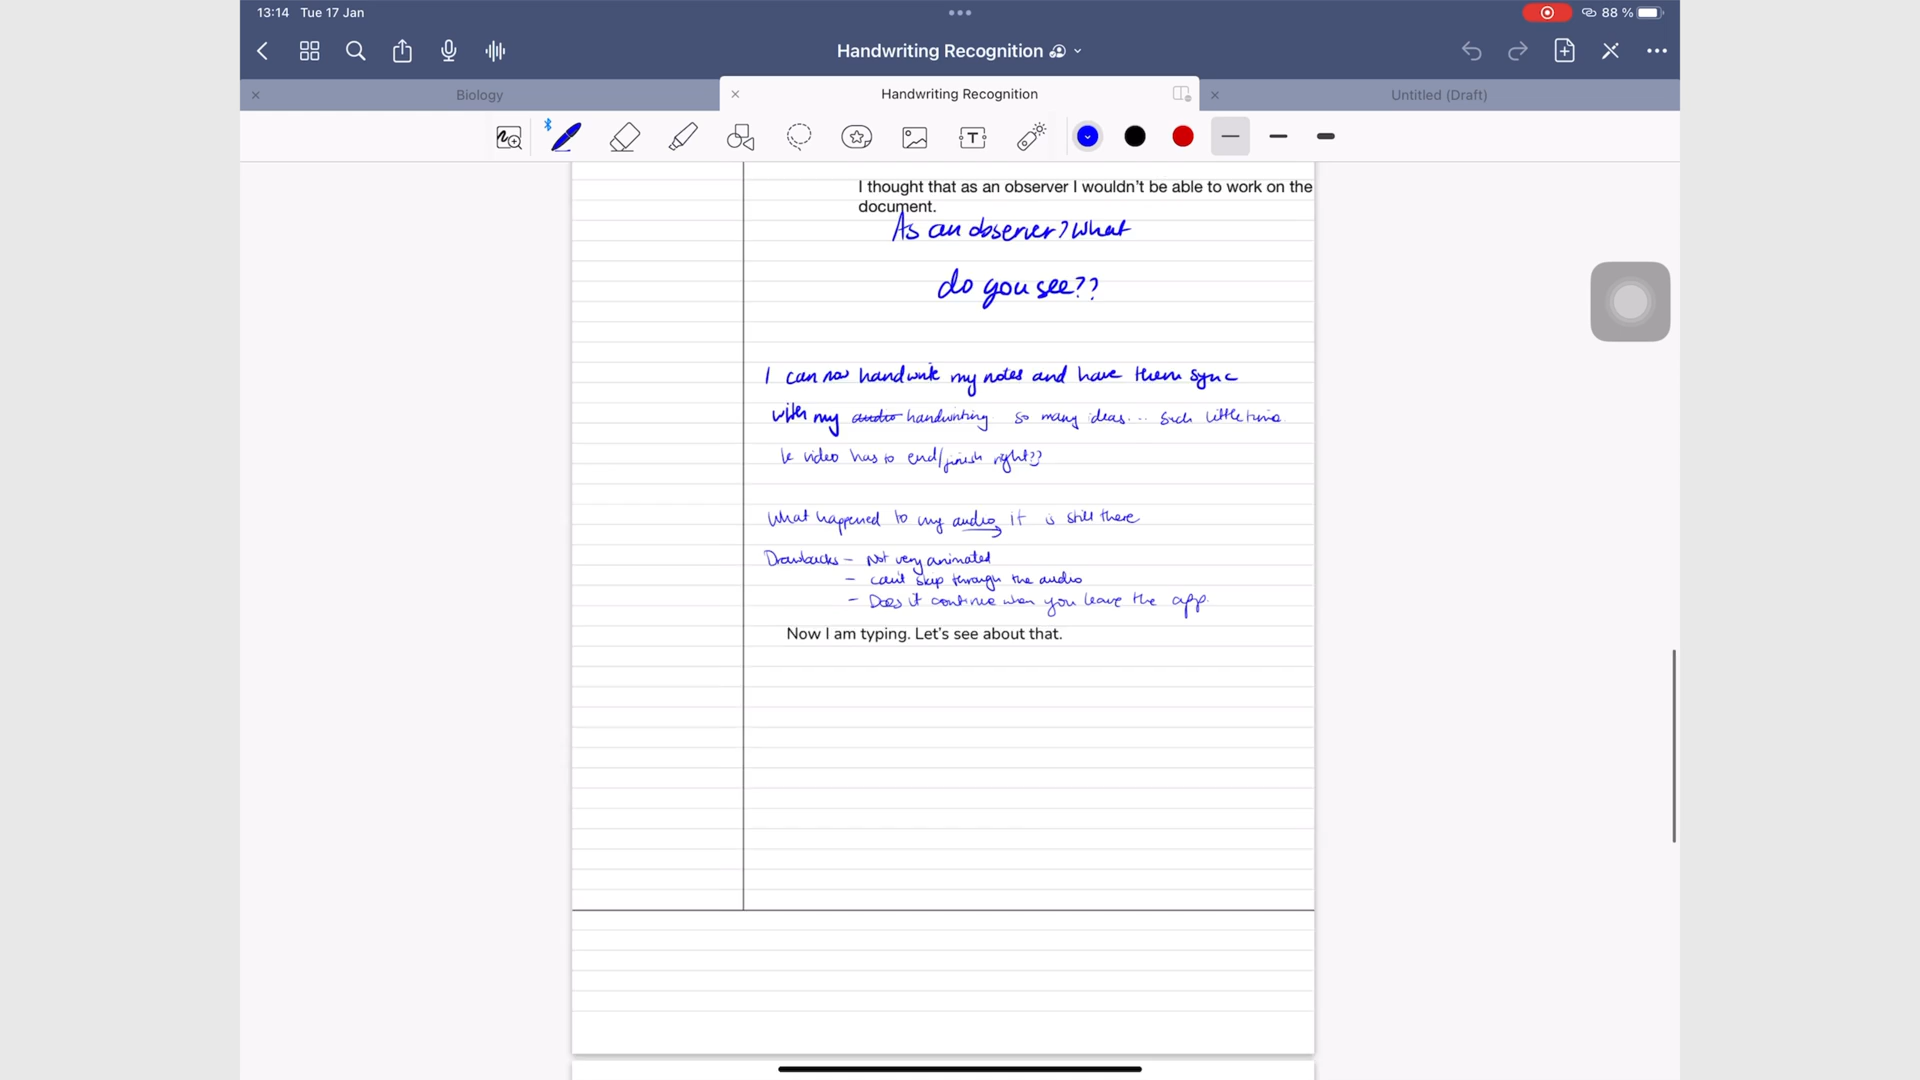 13:14 Tue 17 Jan
88 %
Handwriting Recognition
Biology
Handwriting Recognition
Untitled (Draft)
T
I thought that as an observer I wouldn't be able to work on the
document.
As an observer? What
do you see??
I can now handwrite my notes and have them sync
with my audio handwriting so many ideas... Such little time
video has to end/finish right??
What happened to my audio it is still there
Drawbacks - Not very animated
- can't skip through the audio
- Does it continue when you leave the app.
Now I am typing. Let's see about that.